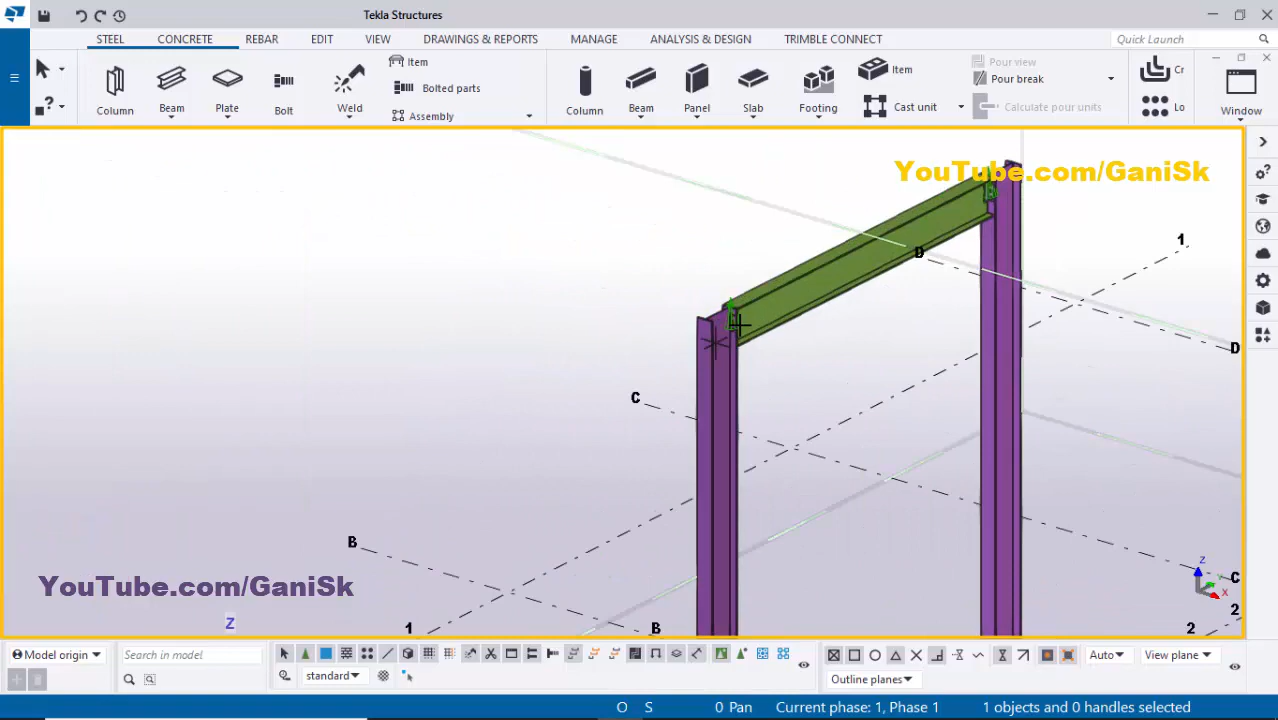 Tekla Structures
STEEL CONCRETE REBAR EDIT VIEW DRAWINGS & REPORTS MANAGE ANALYSIS & DESIGN TRIMBLE CONNECT Quick Launch
Column Beam Plate Bolt Weld Item Bolted parts Assembly Column Beam Panel Slab Footing Item Cast unit Pour view Pour break Calculate pour units Cr Lo Window
YouTube.com/GaniSk
1
D
D
C
B
YouTube.com/GaniSk
Z
1
B
Z
X
C
2
2
Model origin Search in model Auto View plane
standard Outline planes
O S 0 Pan Current phase: 1, Phase 1 1 objects and 0 handles selected